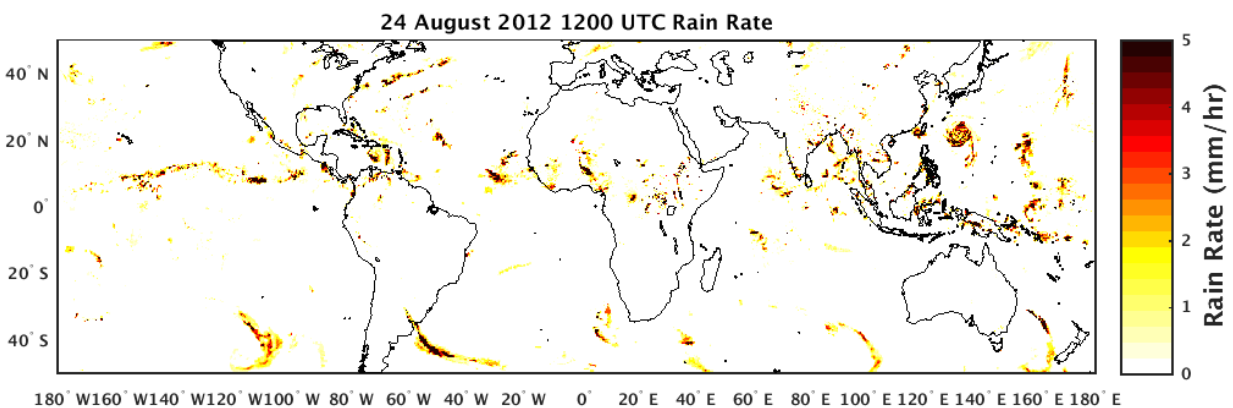 24 August 2012 1200 UTC Rain Rate
40° N
20° N
0°
20° S
40° S
180° W160° W140° W120° W100° W 80° W 60° W 40° W 20° W 0° 20° E 40° E 60° E 80° E 100° E 120° E 140° E 160° E 180° E
5
4
3
2
1
0
Rain Rate (mm/hr)